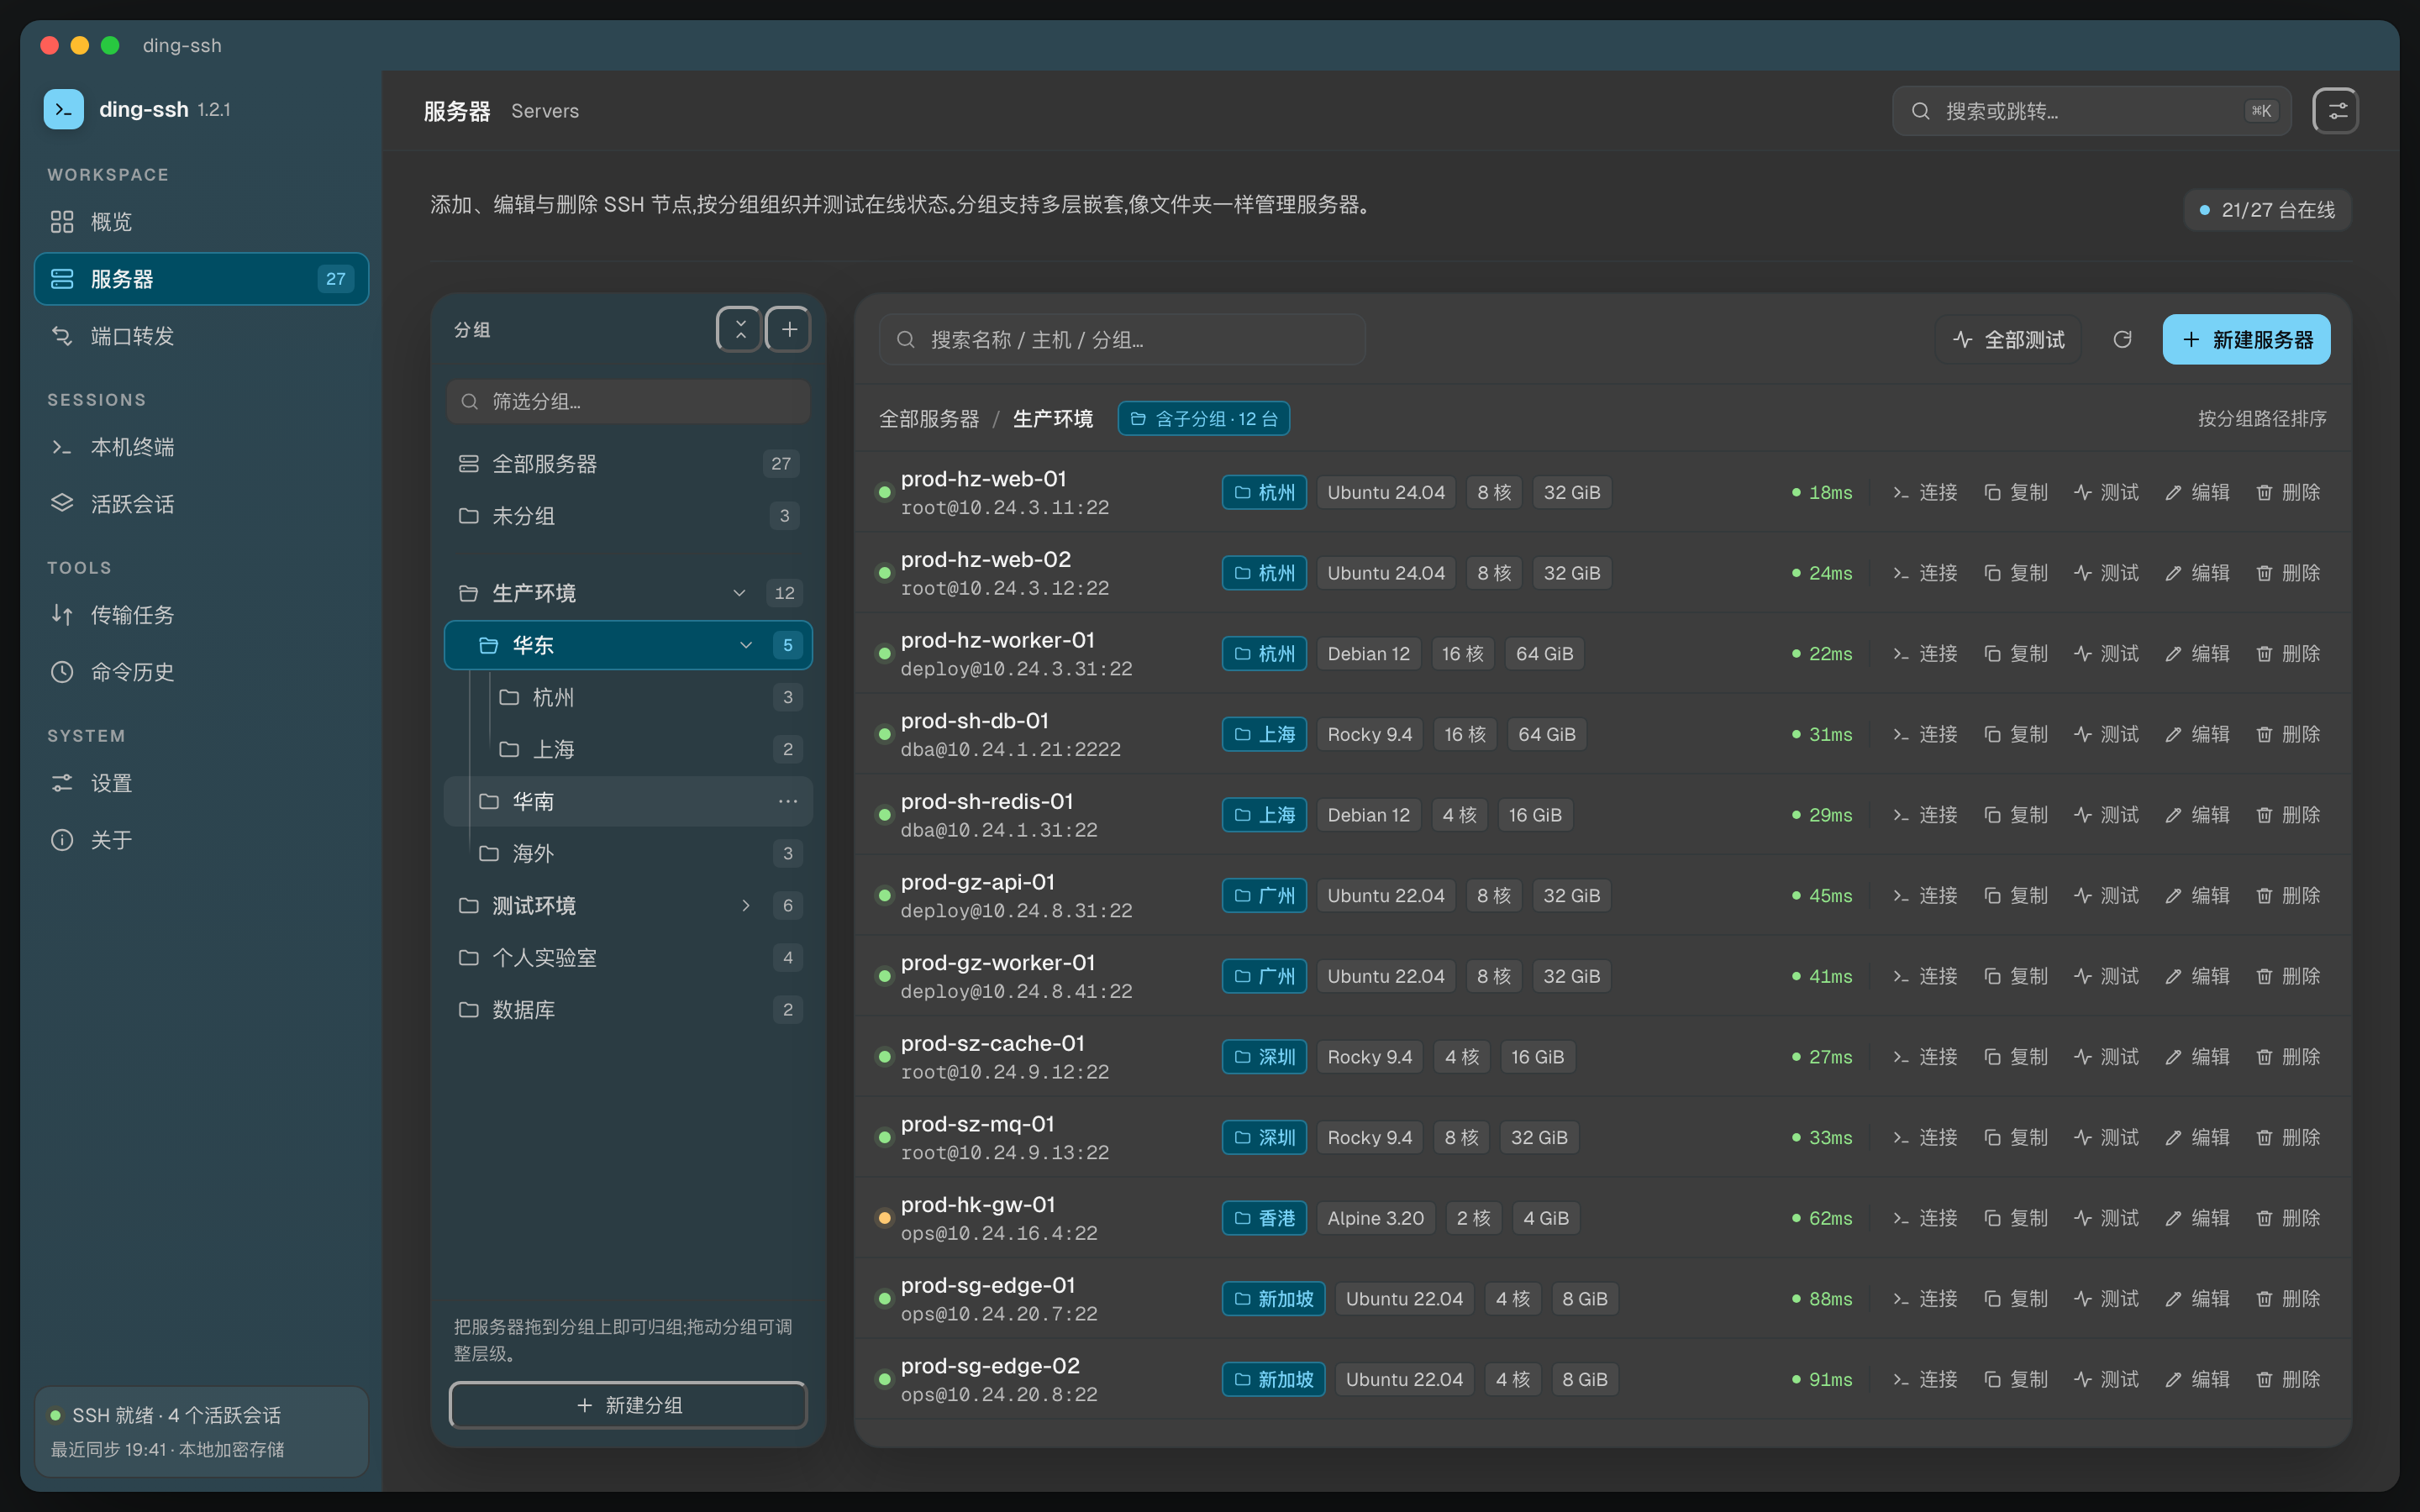 ding-ssh
ding-ssh 1.2.1
WORKSPACE
概览
服务器 27
端口转发
SESSIONS
本机终端
活跃会话
TOOLS
传输任务
命令历史
SYSTEM
设置
关于
SSH 就绪 · 4 个活跃会话
最近同步 19:41 · 本地加密存储
服务器 Servers
搜索或跳转... ⌘K
添加、编辑与删除 SSH 节点,按分组组织并测试在线状态。分组支持多层嵌套,像文件夹一样管理服务器。
21/27 台在线
分组
筛选分组...
全部服务器 27
未分组 3
生产环境 12
华东 5
杭州 3
上海 2
华南 ···
海外 3
测试环境 6
个人实验室 4
数据库 2
把服务器拖到分组上即可归组;拖动分组可调
整层级。
新建分组
搜索名称 / 主机 / 分组...
全部测试
新建服务器
全部服务器 / 生产环境 含子分组 · 12 台
按分组路径排序
prod-hz-web-01
root@10.24.3.11:22
杭州 Ubuntu 24.04 8 核 32 GiB 18ms 连接 复制 测试 编辑 删除
prod-hz-web-02
root@10.24.3.12:22
杭州 Ubuntu 24.04 8 核 32 GiB 24ms 连接 复制 测试 编辑 删除
prod-hz-worker-01
deploy@10.24.3.31:22
杭州 Debian 12 16 核 64 GiB 22ms 连接 复制 测试 编辑 删除
prod-sh-db-01
dba@10.24.1.21:2222
上海 Rocky 9.4 16 核 64 GiB 31ms 连接 复制 测试 编辑 删除
prod-sh-redis-01
dba@10.24.1.31:22
上海 Debian 12 4 核 16 GiB 29ms 连接 复制 测试 编辑 删除
prod-gz-api-01
deploy@10.24.8.31:22
广州 Ubuntu 22.04 8 核 32 GiB 45ms 连接 复制 测试 编辑 删除
prod-gz-worker-01
deploy@10.24.8.41:22
广州 Ubuntu 22.04 8 核 32 GiB 41ms 连接 复制 测试 编辑 删除
prod-sz-cache-01
root@10.24.9.12:22
深圳 Rocky 9.4 4 核 16 GiB 27ms 连接 复制 测试 编辑 删除
prod-sz-mq-01
root@10.24.9.13:22
深圳 Rocky 9.4 8 核 32 GiB 33ms 连接 复制 测试 编辑 删除
prod-hk-gw-01
ops@10.24.16.4:22
香港 Alpine 3.20 2 核 4 GiB 62ms 连接 复制 测试 编辑 删除
prod-sg-edge-01
ops@10.24.20.7:22
新加坡 Ubuntu 22.04 4 核 8 GiB 88ms 连接 复制 测试 编辑 删除
prod-sg-edge-02
ops@10.24.20.8:22
新加坡 Ubuntu 22.04 4 核 8 GiB 91ms 连接 复制 测试 编辑 删除